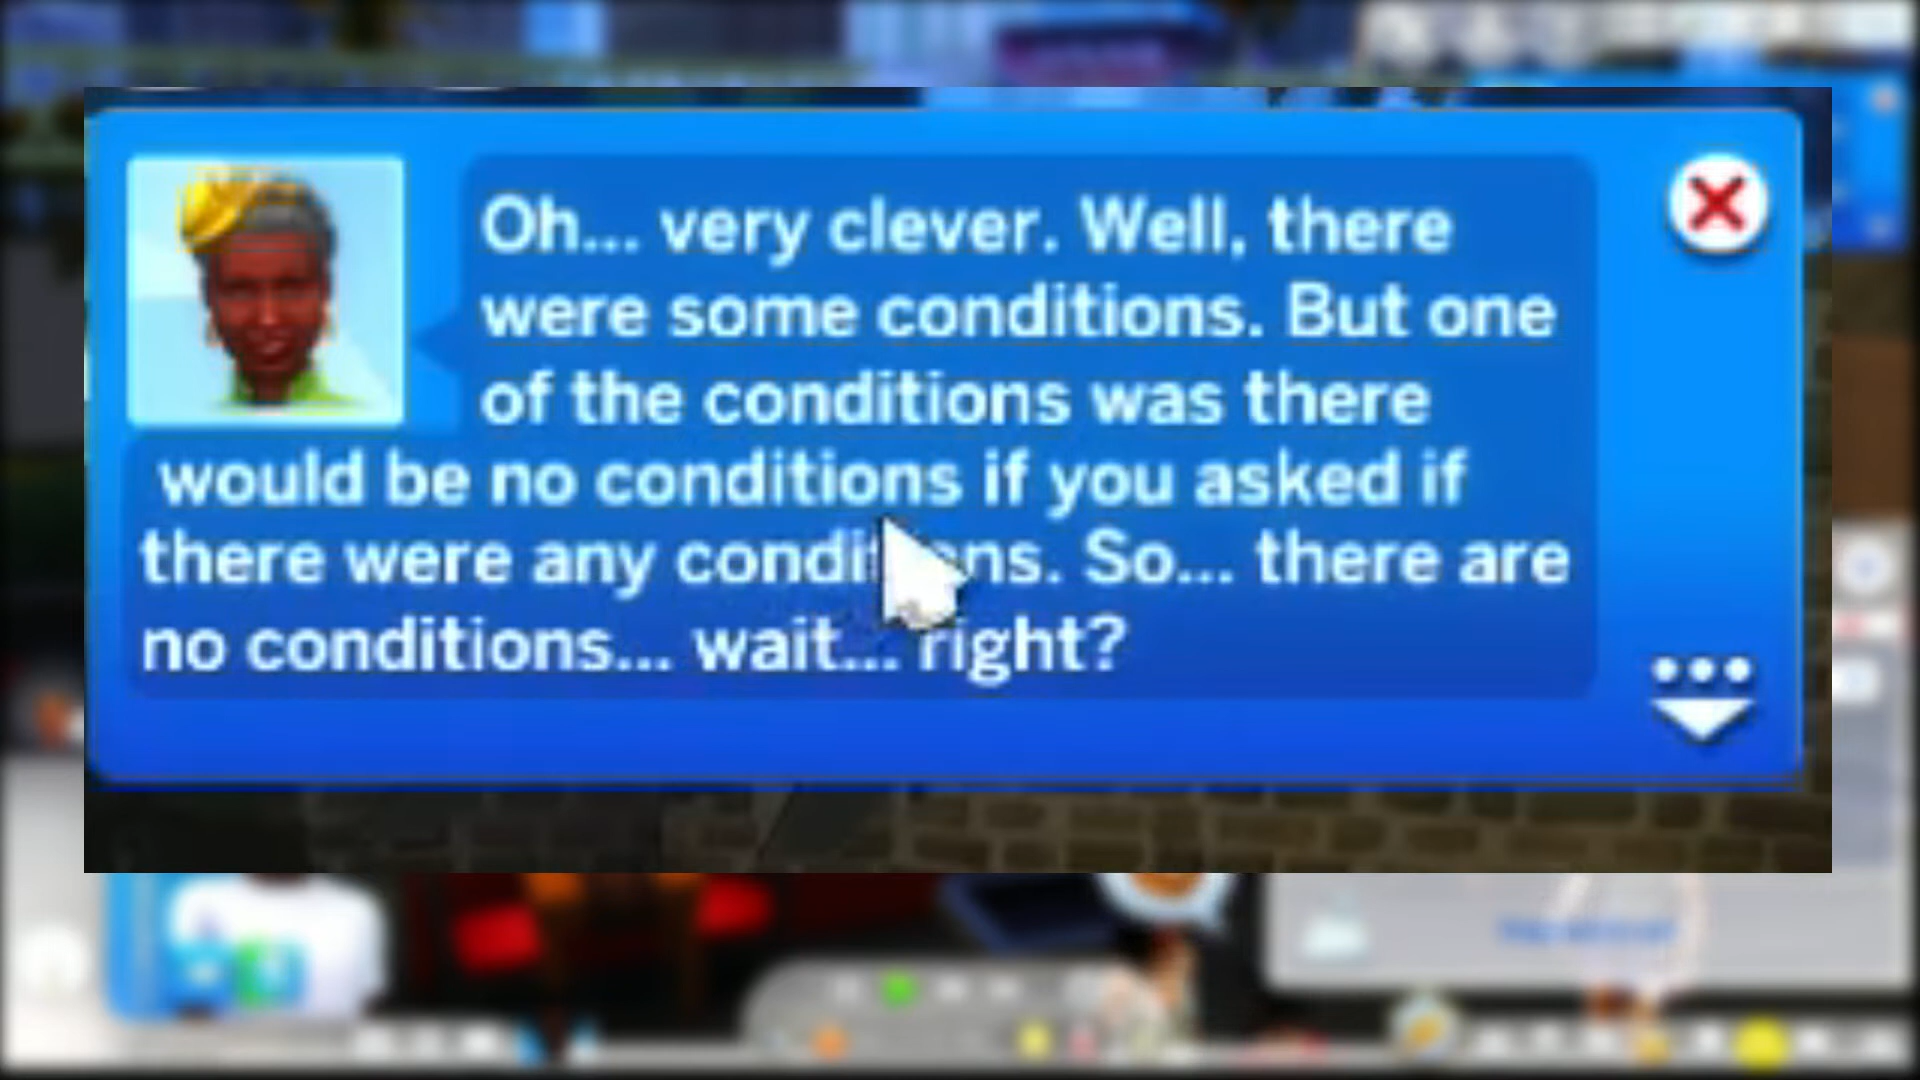 Oh... very clever. Well, there
were some conditions. But one
of the conditions was there
would be no conditions if you asked if
there were any conditions. So... there are
no conditions... wait... right?